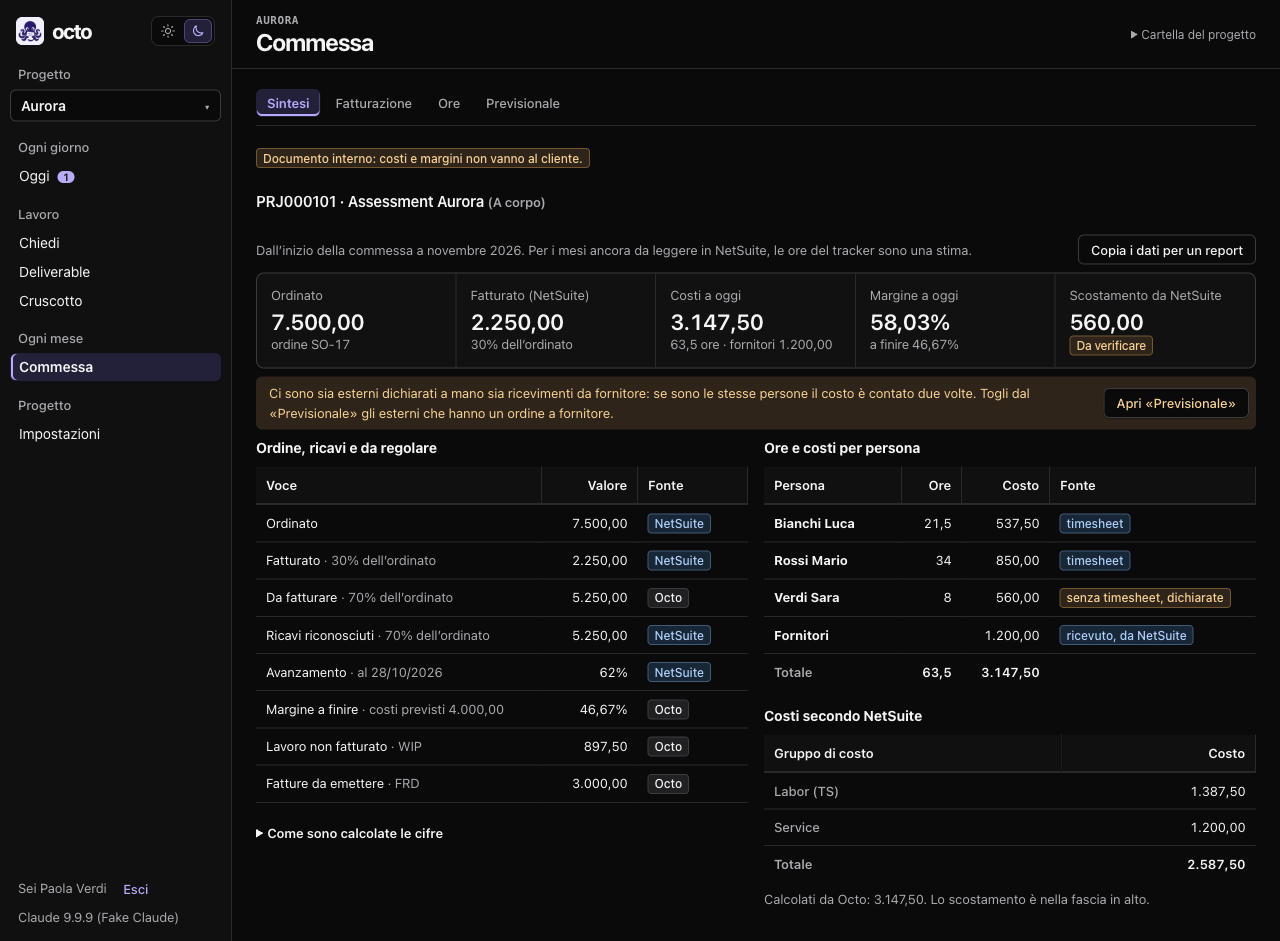 octo
Progetto
Aurora
Ogni giorno
Oggi 1
Lavoro
Chiedi
Deliverable
Cruscotto
Ogni mese
Commessa
Progetto
Impostazioni
Sei Paola Verdi Esci
Claude 9.9.9 (Fake Claude)
AURORA
Commessa
Cartella del progetto
Sintesi Fatturazione Ore Previsionale
Documento interno: costi e margini non vanno al cliente.
PRJ000101 · Assessment Aurora (A corpo)
Dall’inizio della commessa a novembre 2026. Per i mesi ancora da leggere in NetSuite, le ore del tracker sono una stima.
Copia i dati per un report
Ordinato
7.500,00
ordine SO-17
Fatturato (NetSuite)
2.250,00
30% dell’ordinato
Costi a oggi
3.147,50
63,5 ore · fornitori 1.200,00
Margine a oggi
58,03%
a finire 46,67%
Scostamento da NetSuite
560,00
Da verificare
Ci sono sia esterni dichiarati a mano sia ricevimenti da fornitore: se sono le stesse persone il costo è contato due volte. Togli dal
«Previsionale» gli esterni che hanno un ordine a fornitore.
Apri «Previsionale»
Ordine, ricavi e da regolare
Voce Valore Fonte
Ordinato 7.500,00 NetSuite
Fatturato · 30% dell’ordinato 2.250,00 NetSuite
Da fatturare · 70% dell’ordinato 5.250,00 Octo
Ricavi riconosciuti · 70% dell’ordinato 5.250,00 NetSuite
Avanzamento · al 28/10/2026 62% NetSuite
Margine a finire · costi previsti 4.000,00 46,67% Octo
Lavoro non fatturato · WIP 897,50 Octo
Fatture da emettere · FRD 3.000,00 Octo
Come sono calcolate le cifre
Ore e costi per persona
Persona Ore Costo Fonte
Bianchi Luca 21,5 537,50 timesheet
Rossi Mario 34 850,00 timesheet
Verdi Sara 8 560,00 senza timesheet, dichiarate
Fornitori 1.200,00 ricevuto, da NetSuite
Totale 63,5 3.147,50
Costi secondo NetSuite
Gruppo di costo Costo
Labor (TS) 1.387,50
Service 1.200,00
Totale 2.587,50
Calcolati da Octo: 3.147,50. Lo scostamento è nella fascia in alto.